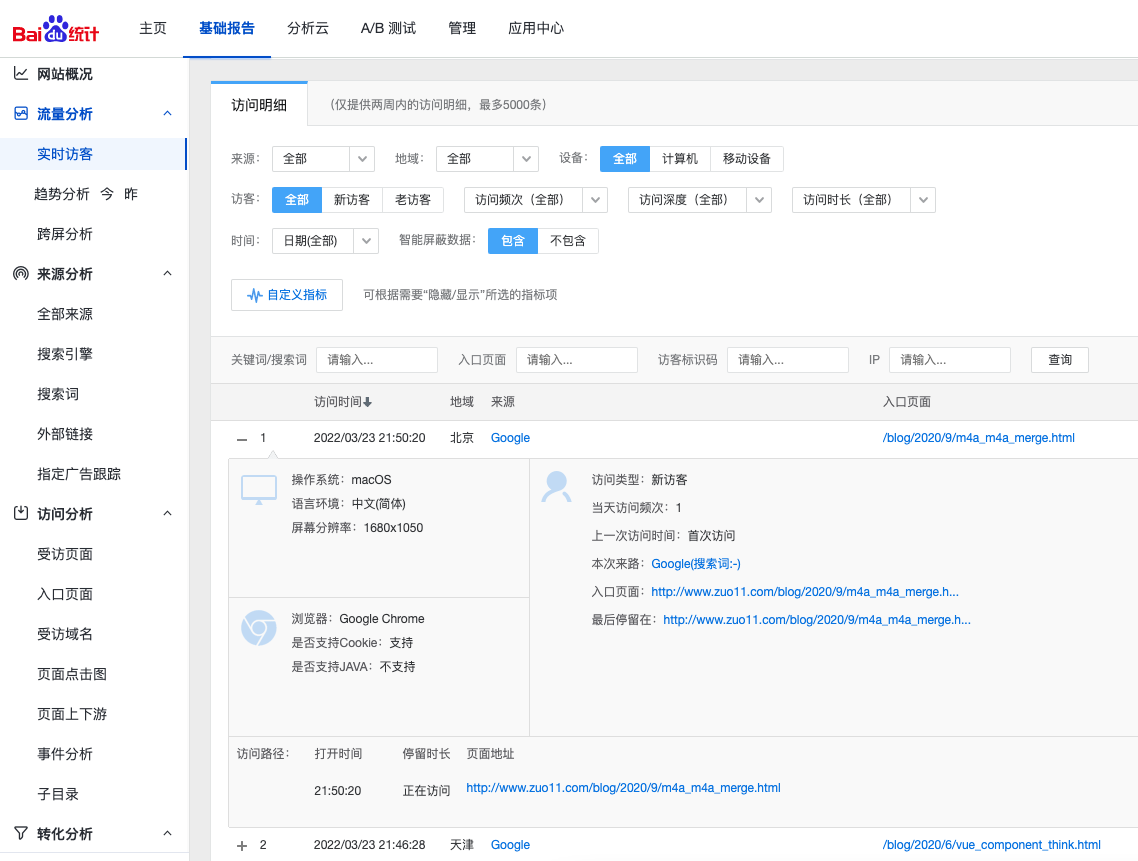 Bai du 统计 主页 基础报告 分析云 A/B 测试 管理 应用中心
网站概况
流量分析
实时访客
趋势分析 今 昨
跨屏分析
来源分析
全部来源
搜索引擎
搜索词
外部链接
指定广告跟踪
访问分析
受访页面
入口页面
受访域名
页面点击图
页面上下游
事件分析
子目录
转化分析
访问明细 (仅提供两周内的访问明细，最多5000条)
来源： 全部 地域： 全部 设备： 全部 计算机 移动设备
访客： 全部 新访客 老访客 访问频次（全部) 访问深度（全部) 访问时长（全部)
时间： 日期(全部) 智能屏蔽数据： 包含 不包含
自定义指标 可根据需要“隐藏/显示”所选的指标项
关键词/搜索词 请输入... 入口页面 请输入... 访客标识码 请输入... IP 请输入... 查询
访问时间 地域 来源 入口页面
1 2022/03/23 21:50:20 北京 Google /blog/2020/9/m4a_m4a_merge.html
操作系统：macOS
语言环境：中文(简体)
屏幕分辨率：1680x1050
浏览器：Google Chrome
是否支持Cookie：支持
是否支持JAVA：不支持
访问类型：新访客
当天访问频次：1
上一次访问时间：首次访问
本次来路：Google(搜索词:-)
入口页面：http://www.zuo11.com/blog/2020/9/m4a_m4a_merge.h...
最后停留在：http://www.zuo11.com/blog/2020/9/m4a_m4a_merge.h...
访问路径： 打开时间 停留时长 页面地址
21:50:20 正在访问 http://www.zuo11.com/blog/2020/9/m4a_m4a_merge.html
2 2022/03/23 21:46:28 天津 Google /blog/2020/6/vue_component_think.html